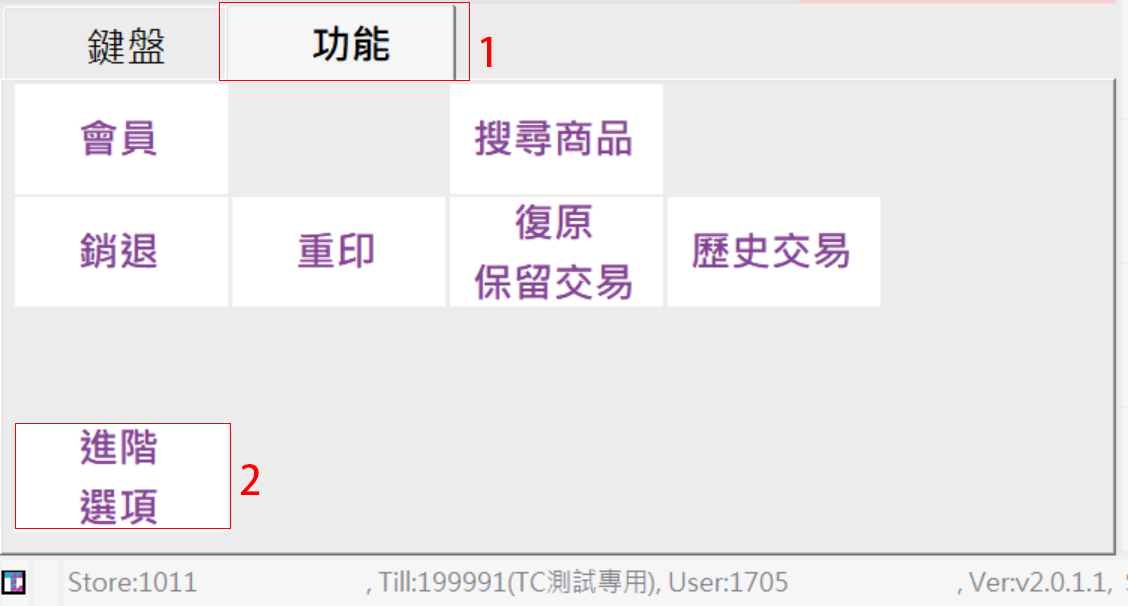 鍵盤 功能 1
會員 搜尋商品
銷退 重印 復原 歷史交易
保留交易
進階
選項
2
Store:1011 , Till:199991(TC測試專用), User:1705 , Ver:v2.0.1.1,